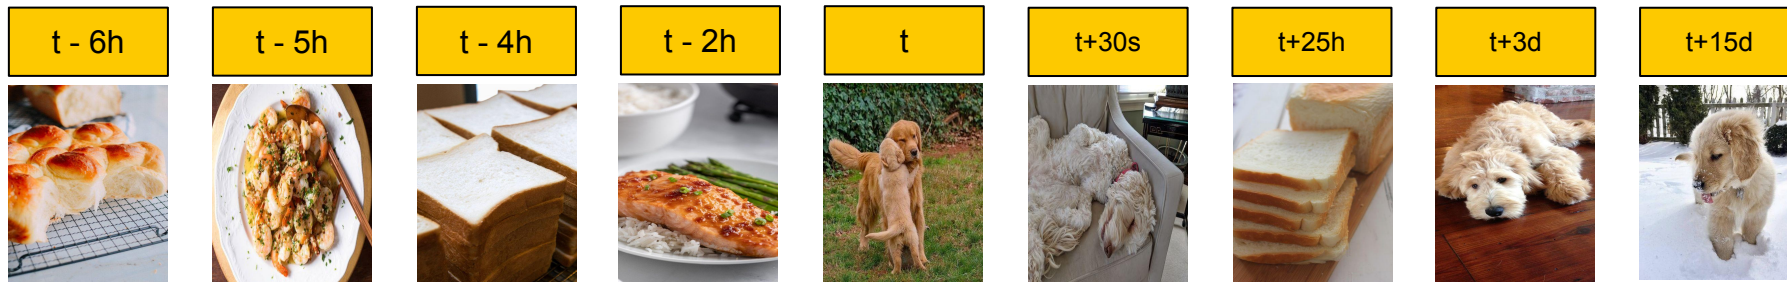 t - 6h
t - 5h
t - 4h
t - 2h
t
t+30s
t+25h
t+3d
t+15d